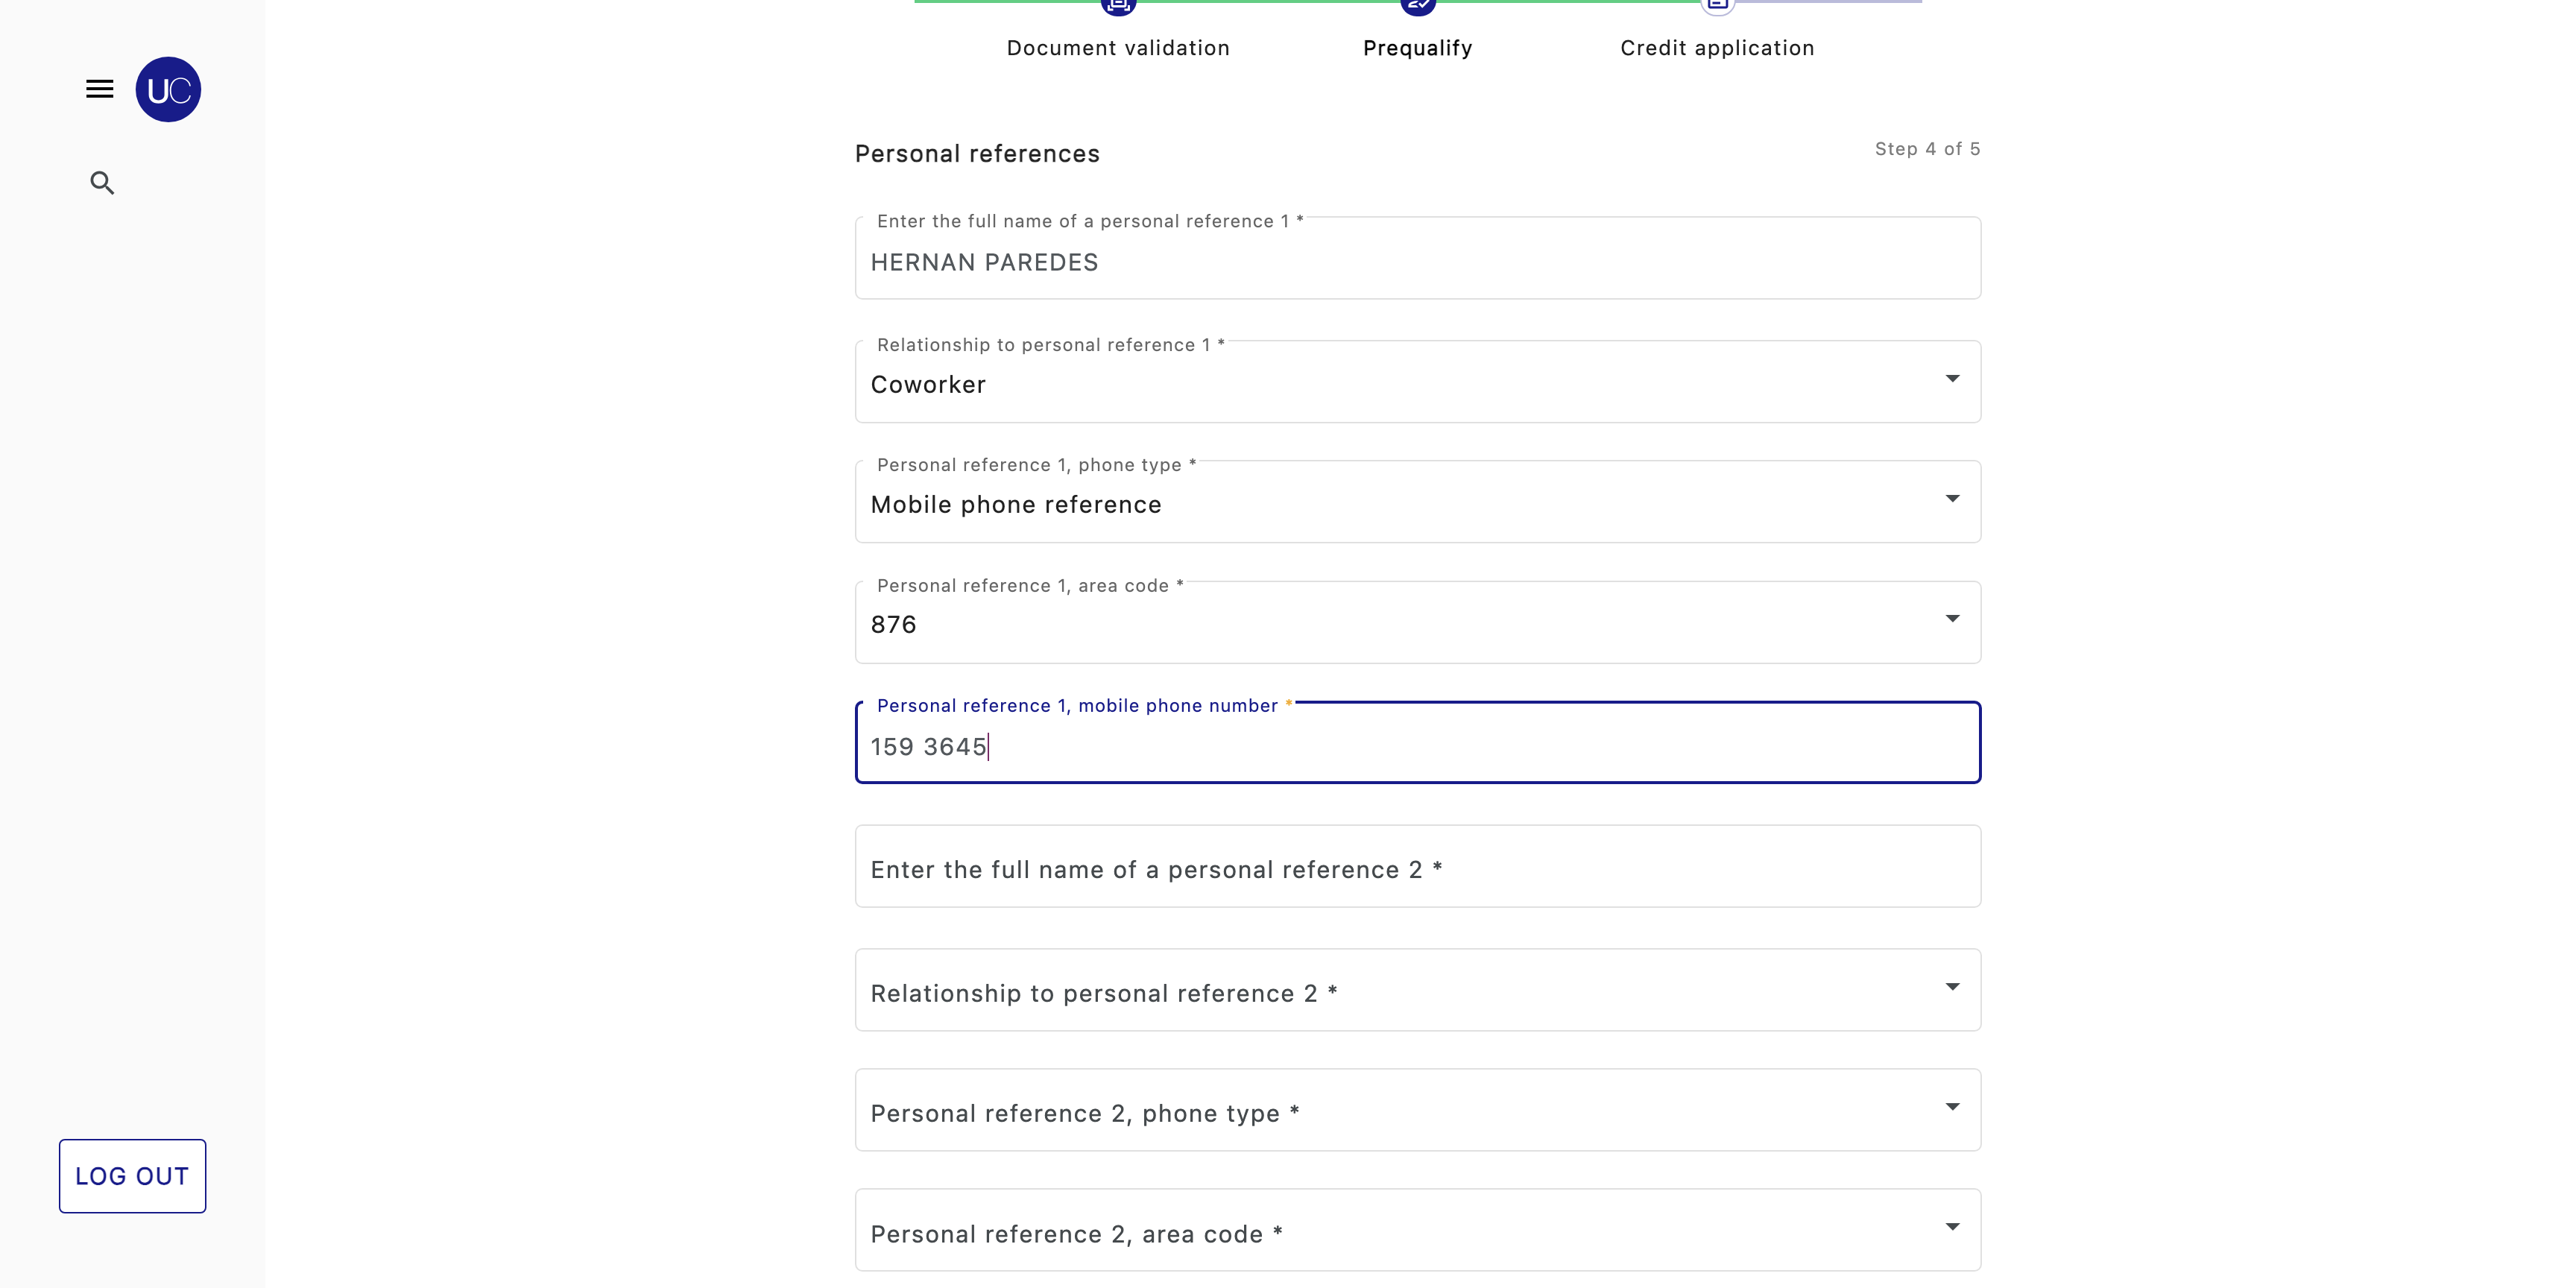 Document validation
Prequalify
Credit application
UC
Personal references
Step 4 of 5
Enter the full name of a personal reference 1 *
HERNAN PAREDES
Relationship to personal reference 1 *
Coworker
Personal reference 1, phone type *
Mobile phone reference
Personal reference 1, area code *
876
Personal reference 1, mobile phone number *
159 3645
Enter the full name of a personal reference 2 *
Relationship to personal reference 2 *
Personal reference 2, phone type *
Personal reference 2, area code *
LOG OUT